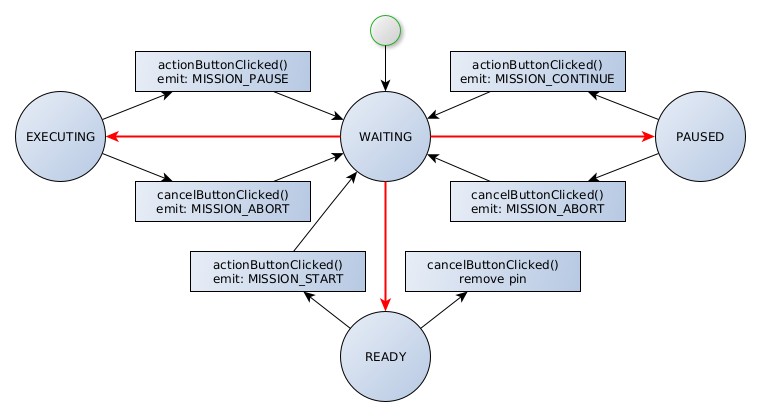 actionButtonClicked()
emit: MISSION_PAUSE
actionButtonClicked()
emit: MISSION_CONTINUE
EXECUTING
WAITING
PAUSED
cancelButtonClicked()
emit: MISSION_ABORT
cancelButtonClicked()
emit: MISSION_ABORT
actionButtonClicked()
emit: MISSION_START
cancelButtonClicked()
remove pin
READY